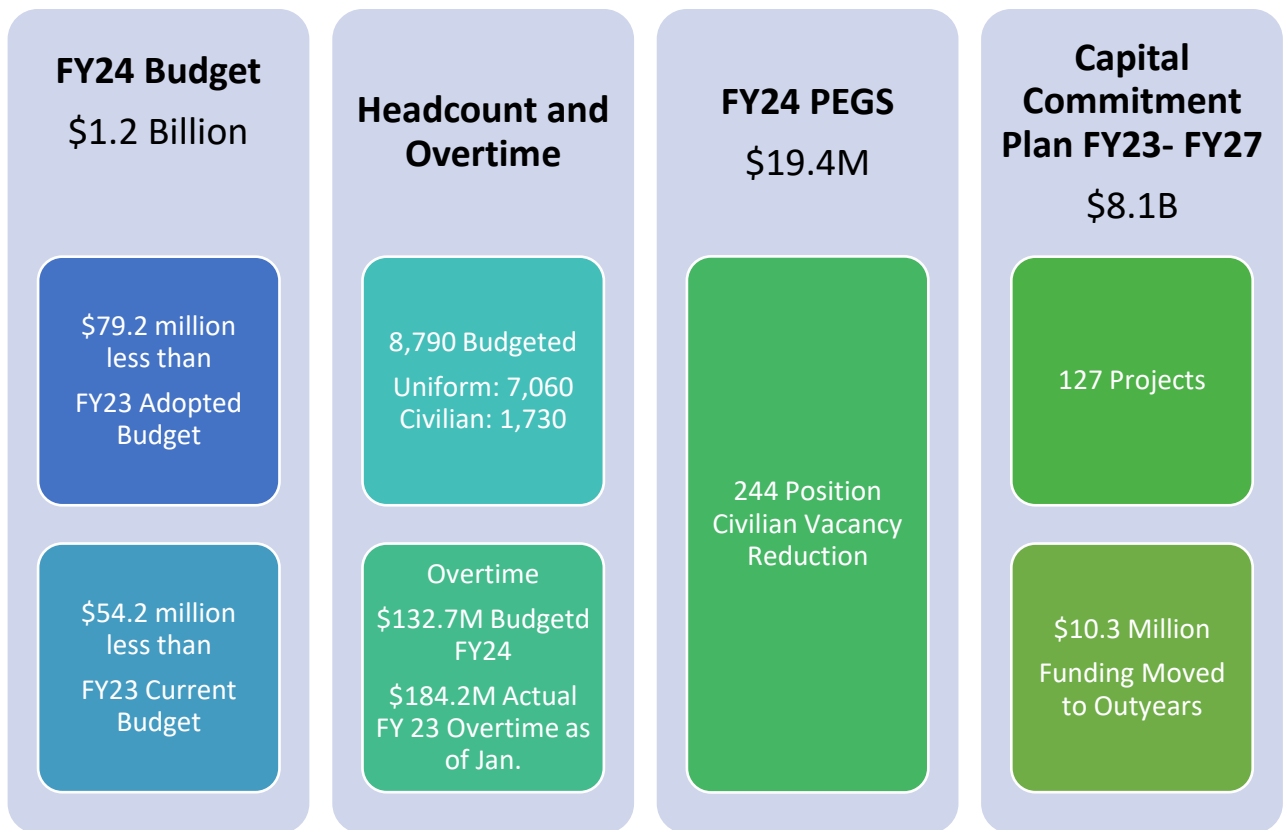 FY24 Budget
$1.2 Billion
$79.2 million
less than
FY23 Adopted
Budget
$54.2 million
less than
FY23 Current
Budget
Headcount and
Overtime
8,790 Budgeted
Uniform: 7,060
Civilian: 1,730
Overtime
$132.7M Budgetd
FY24
$184.2M Actual
FY 23 Overtime as
of Jan.
FY24 PEGS
$19.4M
244 Position
Civilian Vacancy
Reduction
Capital
Commitment
Plan FY23- FY27
$8.1B
127 Projects
$10.3 Million
Funding Moved
to Outyears